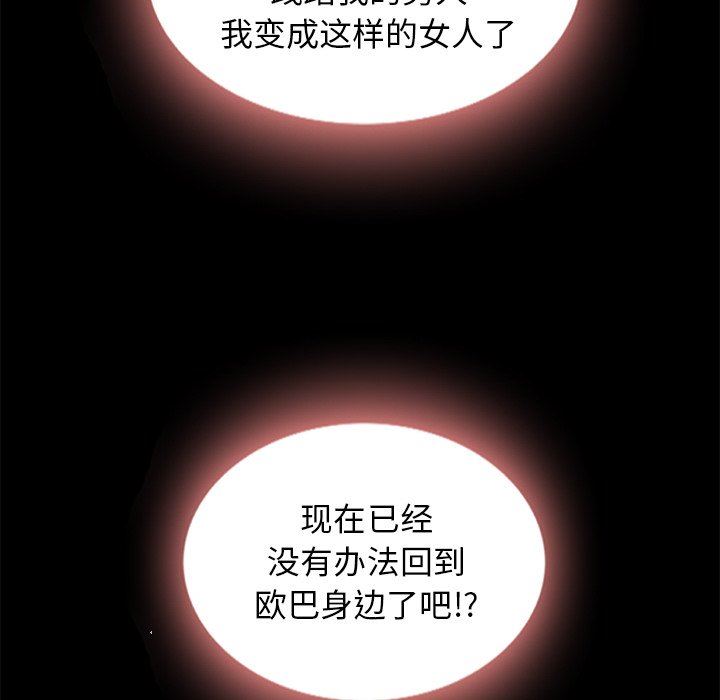 我变成这样的女人了
现在已经
没有办法回到
欧巴身边了吧!?